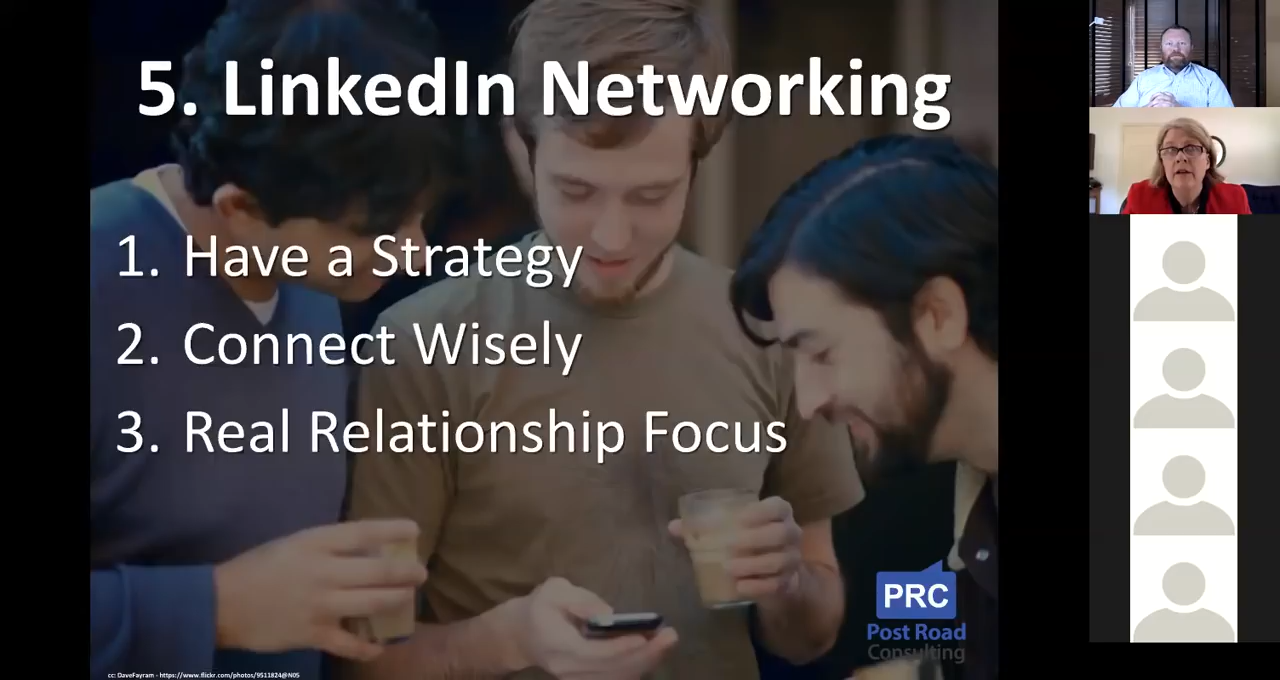 5. LinkedIn Networking
1. Have a Strategy
2. Connect Wisely
3. Real Relationship Focus
PRC
Post Road
Consulting
cc: DaveFayram - https://www.flickr.com/photos/9511824@N05